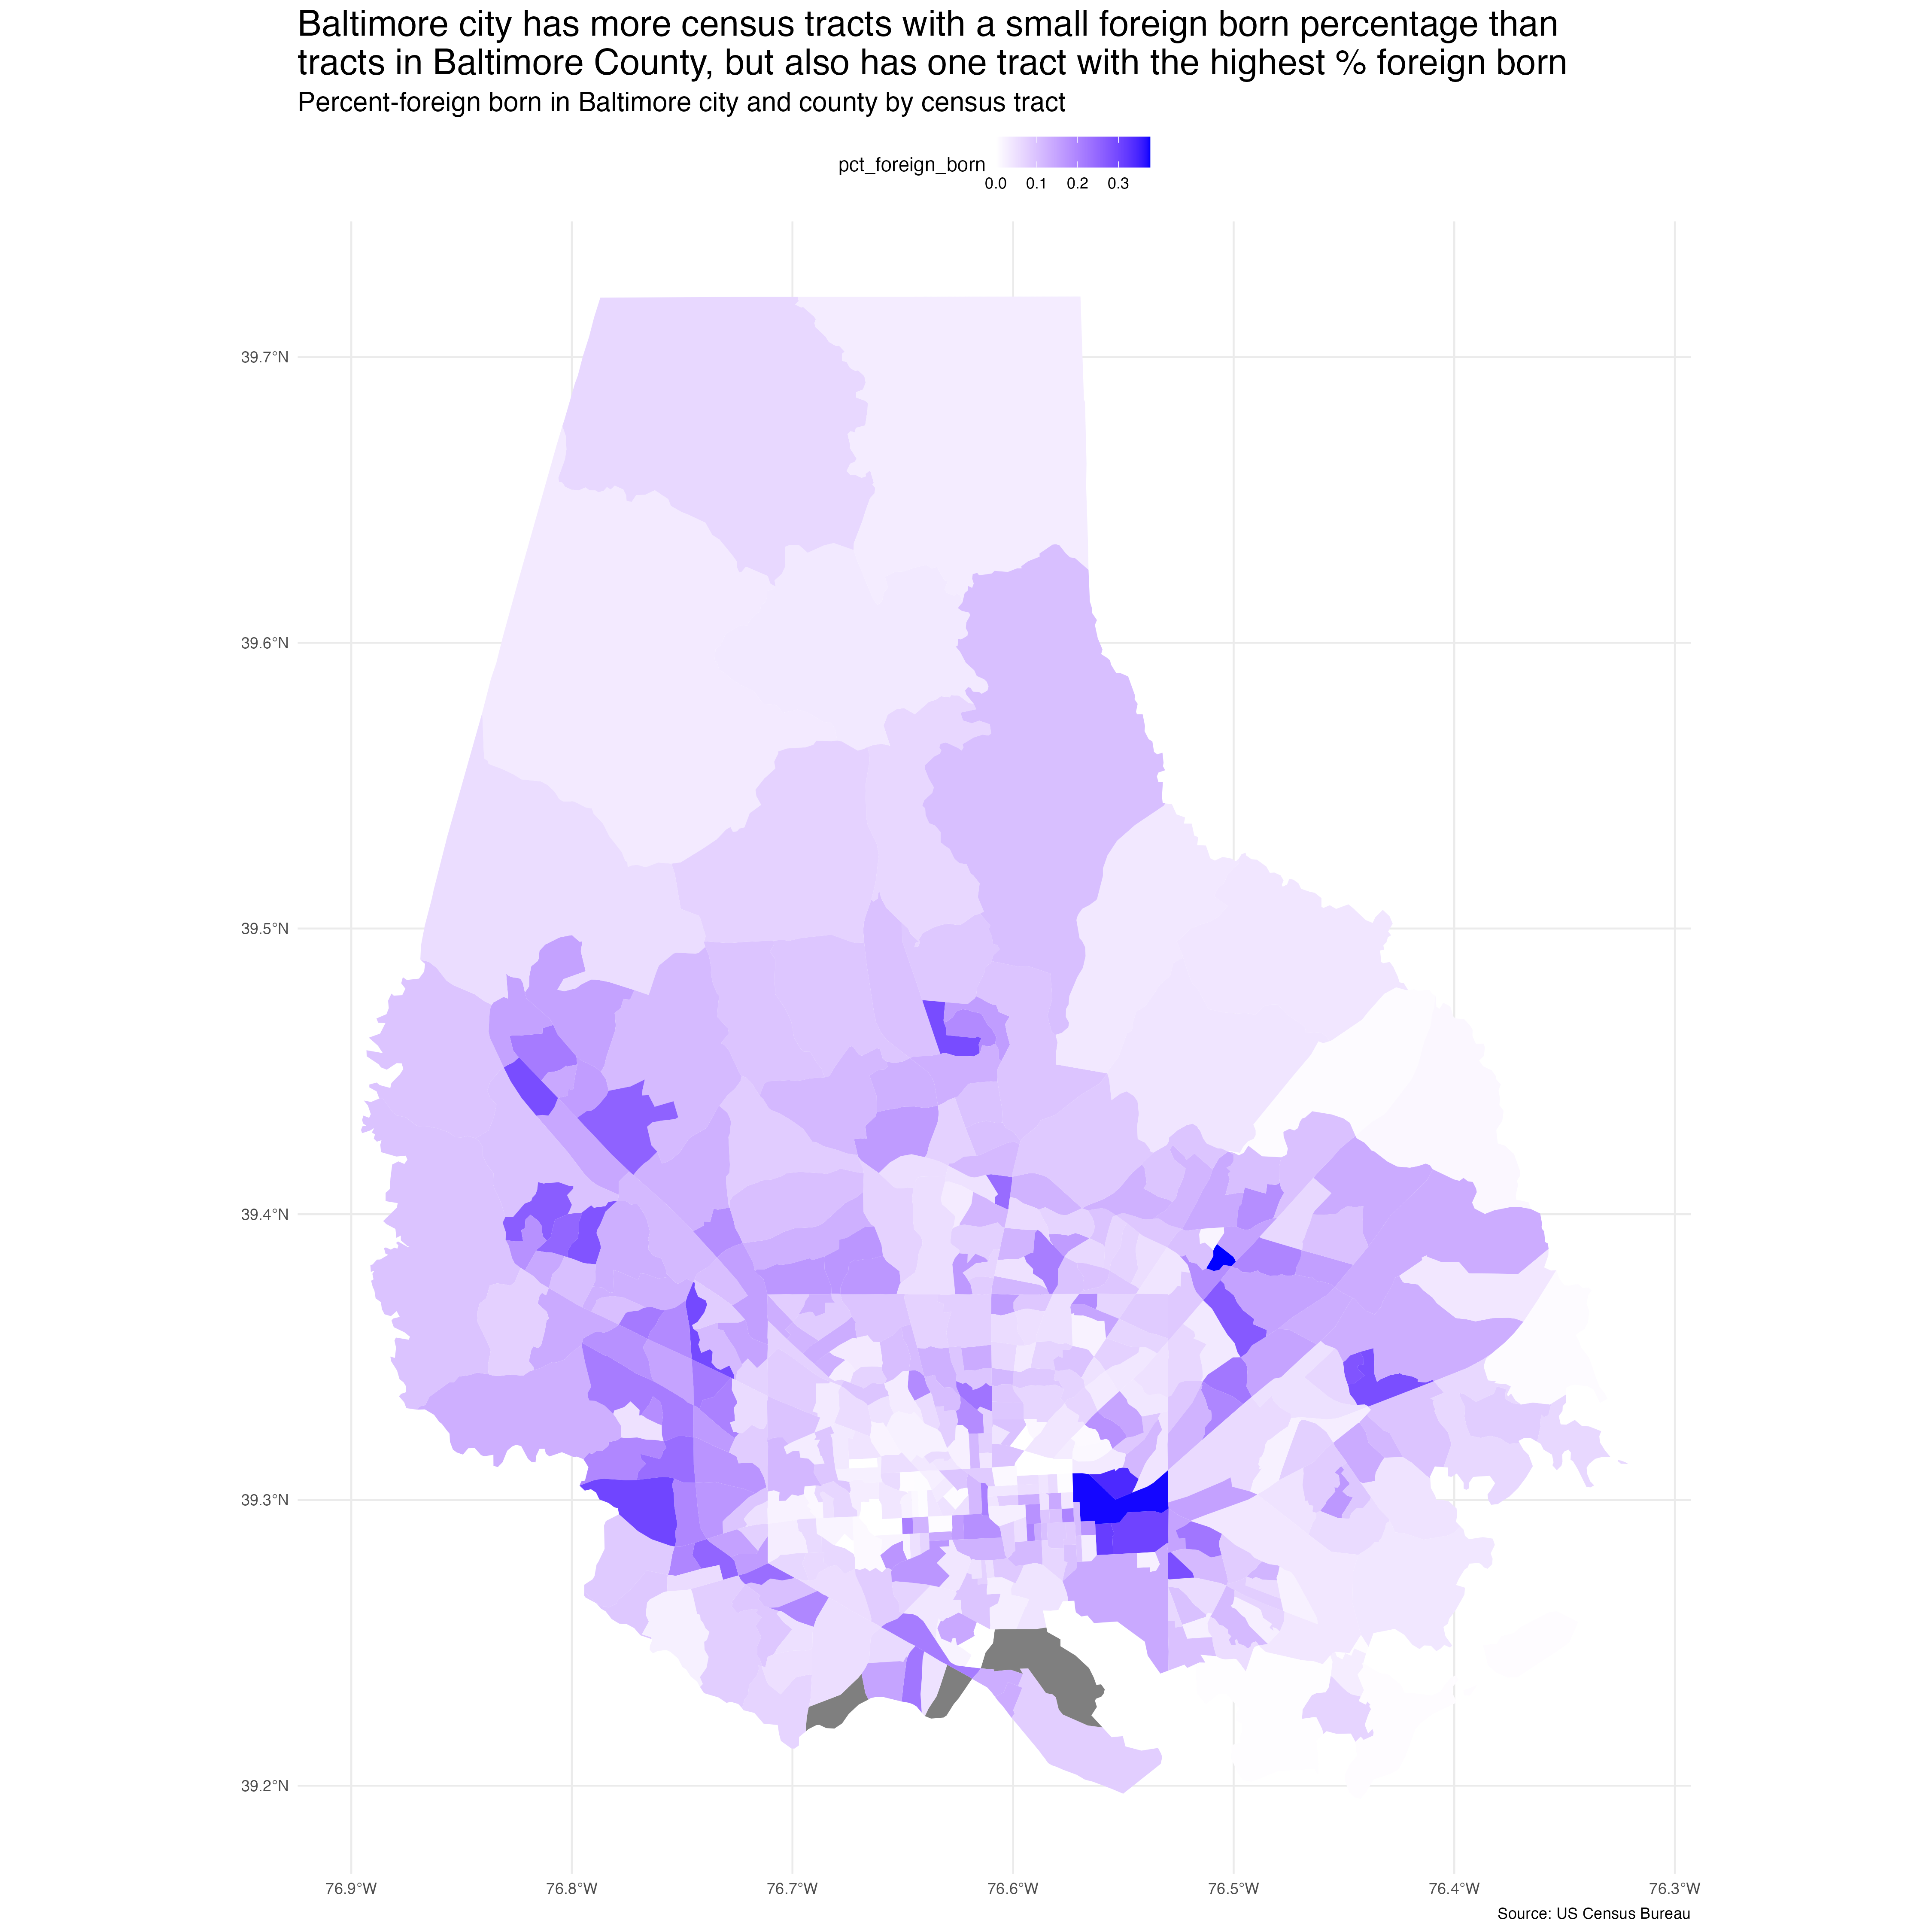 Baltimore city has more census tracts with a small foreign born percentage than
tracts in Baltimore County, but also has one tract with the highest % foreign born
Percent-foreign born in Baltimore city and county by census tract
pct_foreign_born
0.0 0.1 0.2 0.3
39.7°N
39.6°N
39.5°N
39.4°N
39.3°N
39.2°N
76.9°W 76.8°W 76.7°W 76.6°W 76.5°W 76.4°W 76.3°W
Source: US Census Bureau